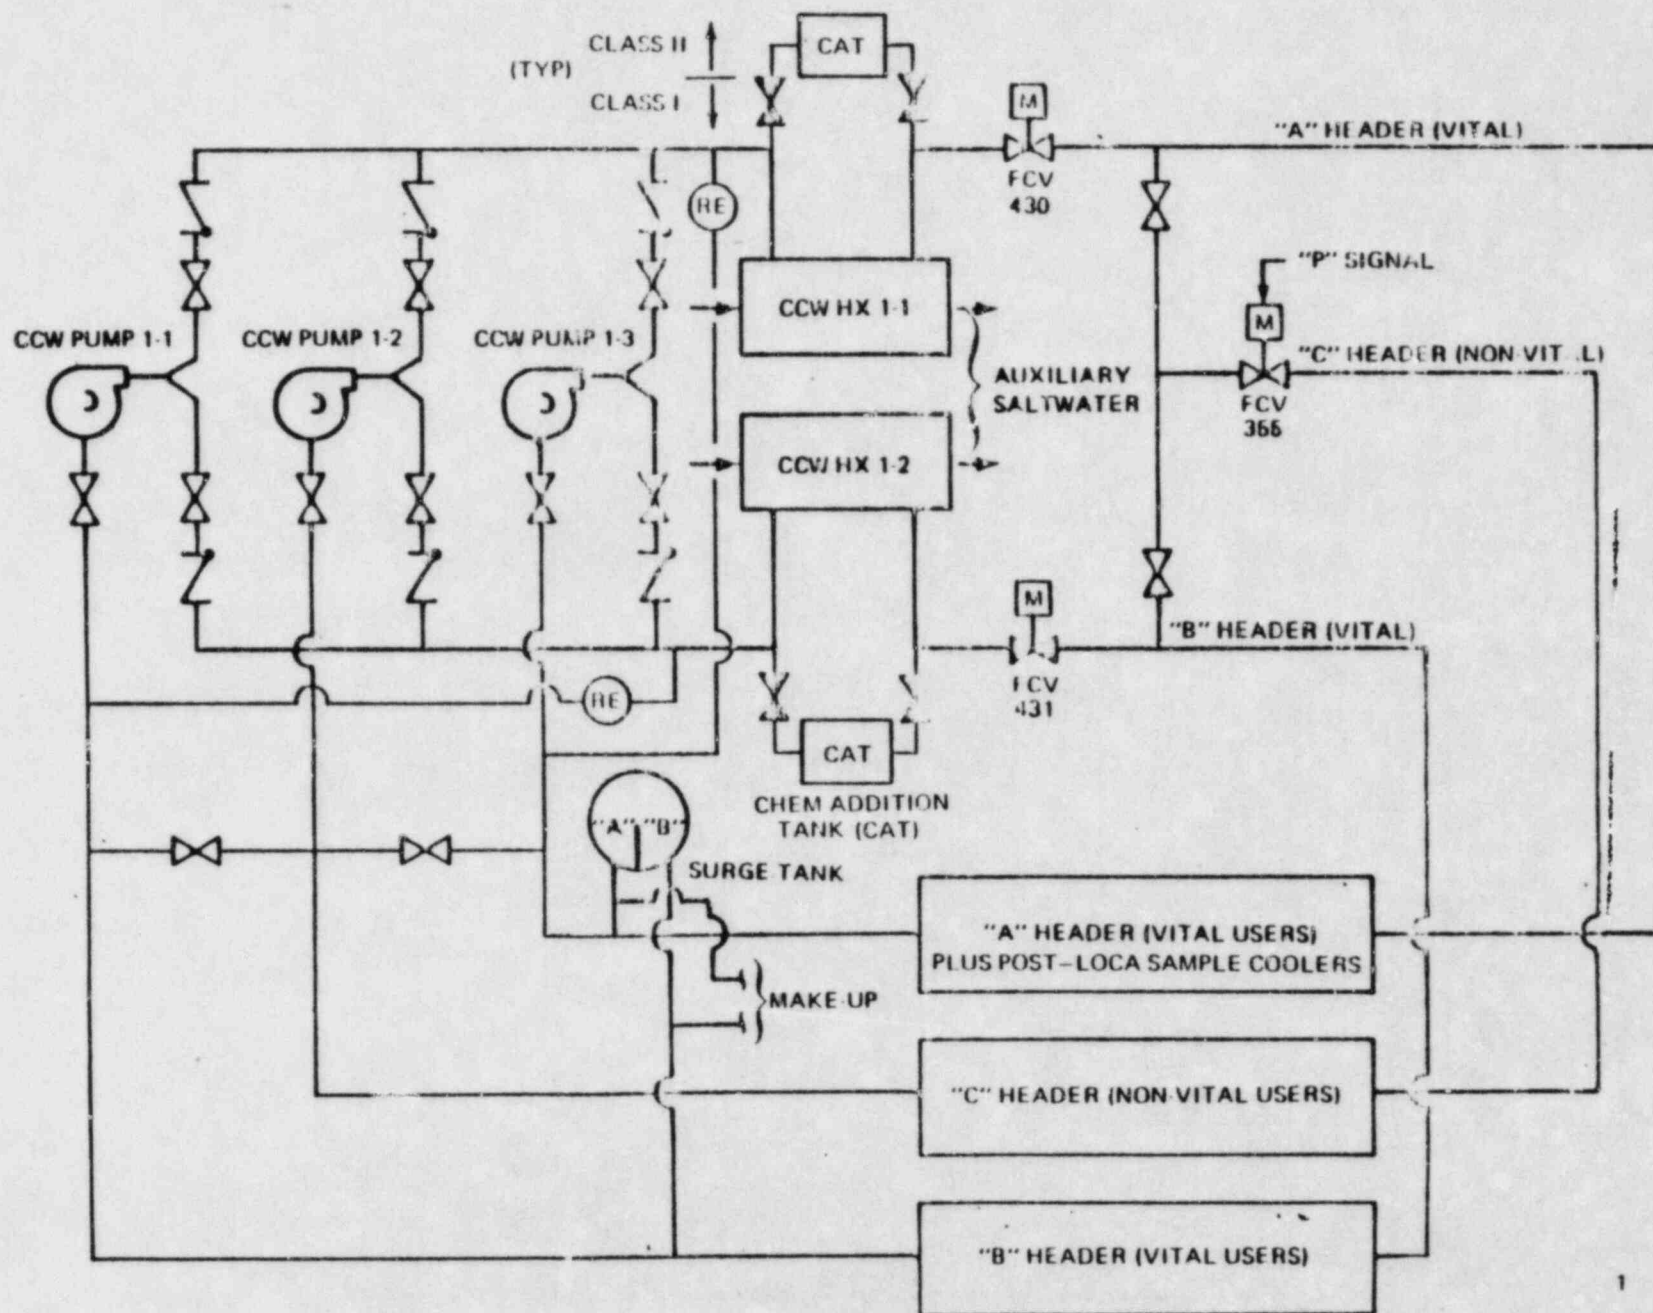 CLASS II
(TYP)
CLASS I
CAT
M
"A" HEADER (VITAL)
FCV
430
RE
"P" SIGNAL
M
CCW HX 1-1
CCW PUMP 1-1
CCW PUMP 1-2
CCW PUMP 1-3
"C" HEADER (NON-VITAL)
AUXILIARY
SALTWATER
FCV
CCW HX 1-2
M
"B" HEADER (VITAL)
RE
FCV
431
CAT
CHEM ADDITION
TANK (CAT)
"A" "B"
SURGE TANK
"A" HEADER (VITAL USERS)
PLUS POST-LOCA SAMPLE COOLERS
MAKE-UP
"C" HEADER (NON-VITAL USERS)
"B" HEADER (VITAL USERS)
1